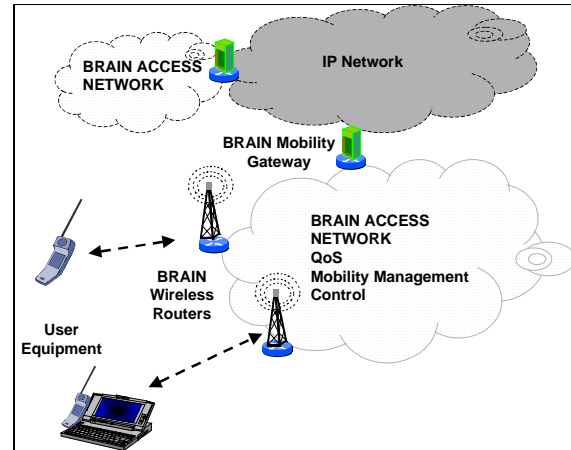 BRAIN ACCESS
NETWORK
IP Network
BRAIN Mobility
Gateway
BRAIN ACCESS
NETWORK
QoS
Mobility Management
Control
BRAIN
Wireless
Routers
User
Equipment